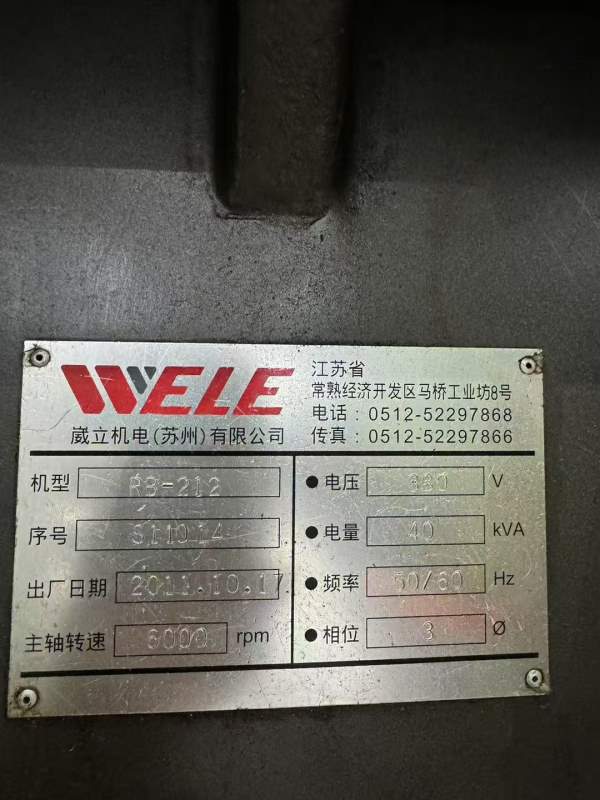 WELE
崴立机电(苏州)有限公司
江苏省
常熟经济开发区马桥工业坊8号
电话：0512-52297868
传真：0512-52297866
机型 RB-212
序号
出厂日期 2011.10.17
主轴转速 6000 rpm
●电压 380 V
●电量 40 kVA
●频率 50/60 Hz
●相位 3 Ø